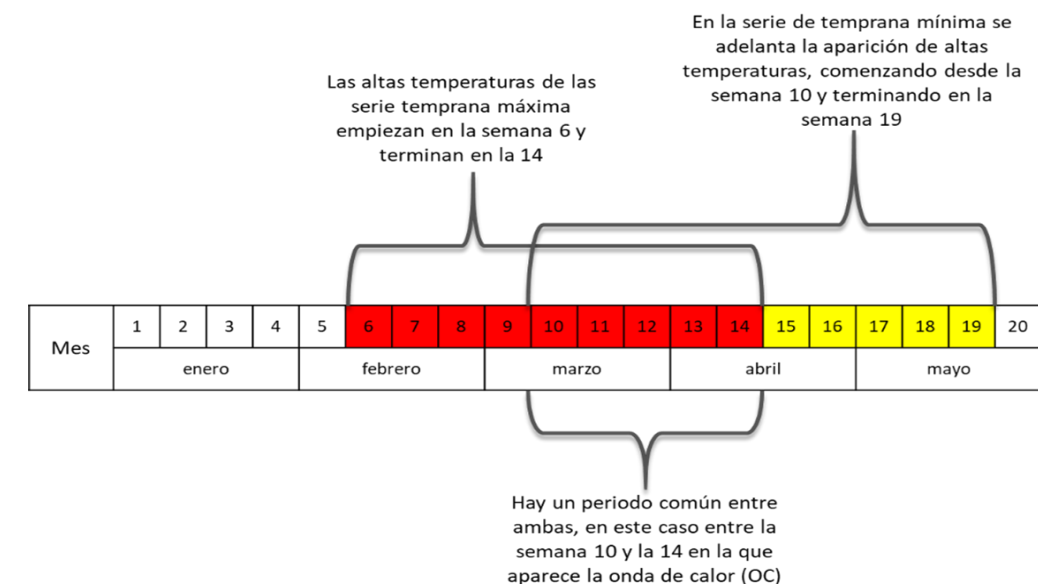 En la serie de temprana mínima se
adelanta la aparición de altas
temperaturas, comenzando desde la
semana 10 y terminando en la
semana 19
Las altas temperaturas de las
serie temprana máxima
empiezan en la semana 6 y
terminan en la 14
Mes
1 2 3 4 5 6 7 8 9 10 11 12 13 14 15 16 17 18 19 20
enero febrero marzo abril mayo
Hay un periodo común entre
ambas, en este caso entre la
semana 10 y la 14 en la que
aparece la onda de calor (OC)